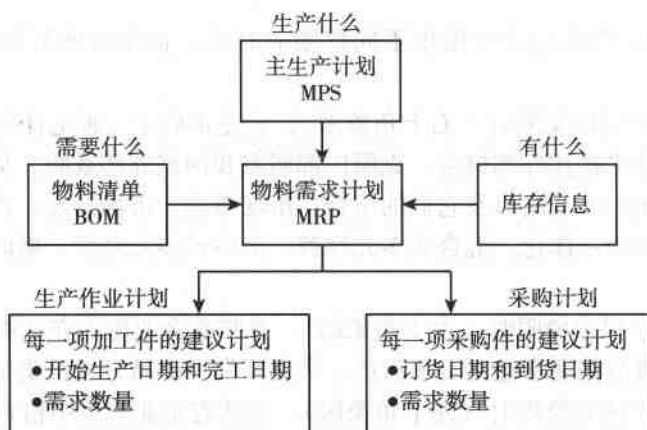 生产什么
主生产计划
MPS
需要什么
有什么
物料清单
BOM
物料需求计划
MRP
库存信息
生产作业计划
采购计划
每一项加工件的建议计划
●开始生产日期和完工日期
●需求数量
每一项采购件的建议计划
●订货日期和到货日期
●需求数量